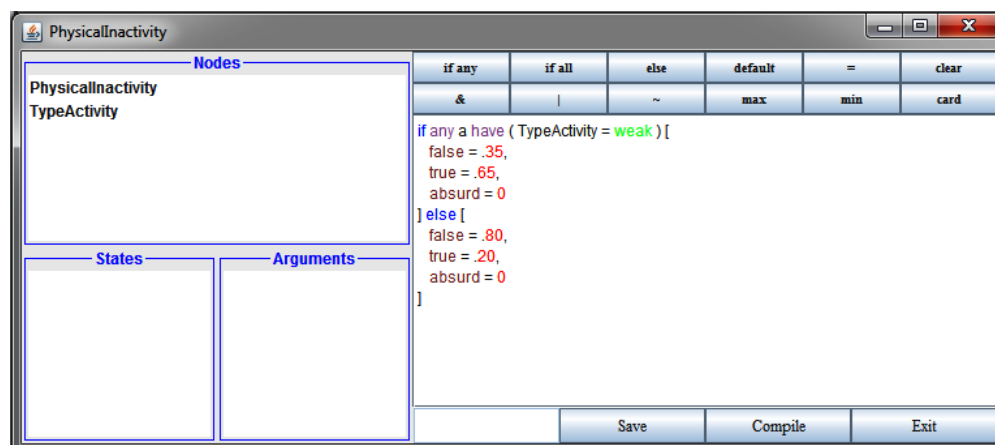 PhysicalInactivity
Nodes
PhysicalInactivity
TypeActivity
States
Arguments
if any if all else default = clear
& | ~ max min card
if any a have ( TypeActivity = weak ) [
false = .35,
true = .65,
absurd = 0
] else [
false = .80,
true = .20,
absurd = 0
]
Save Compile Exit